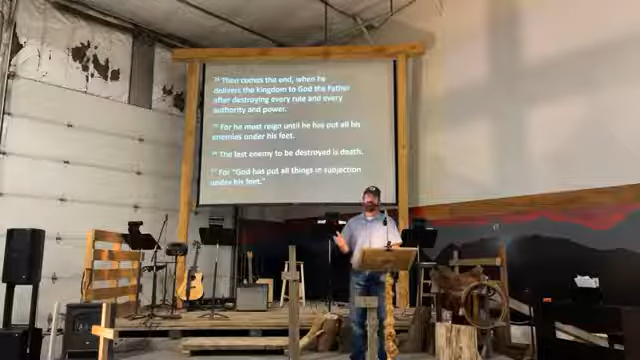 24 Then comes the end, when he
delivers the kingdom to God the Father
after destroying every rule and every
authority and power.
25 For he must reign until he has put all his
enemies under his feet.
26 The last enemy to be destroyed is death.
27 For "God has put all things in subjection
under his feet."